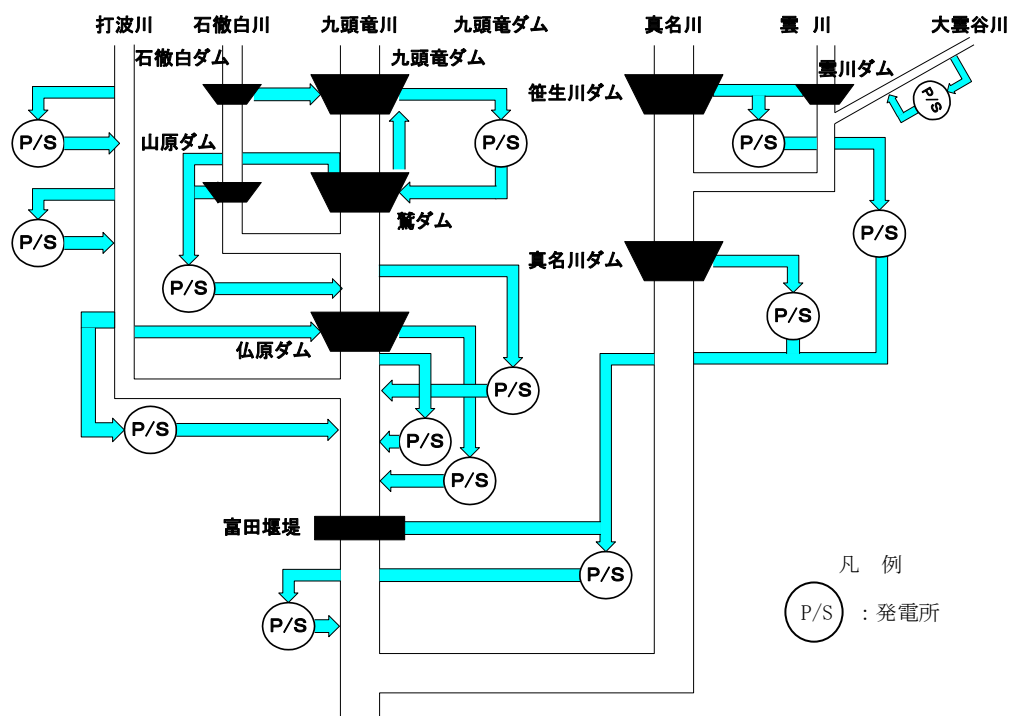 打波川 石徹白川 九頭竜川 九頭竜ダム 真名川 雲 川 大雲谷川
石徹白ダム 九頭竜ダム 雲川ダム
笹生川ダム
P/S
P/S P/S P/S
山原ダム
鷲ダム
P/S P/S
真名川ダム
P/S
P/S
仏原ダム
P/S
P/S P/S
P/S
富田堰堤
凡 例
P/S
P/S :発電所
P/S